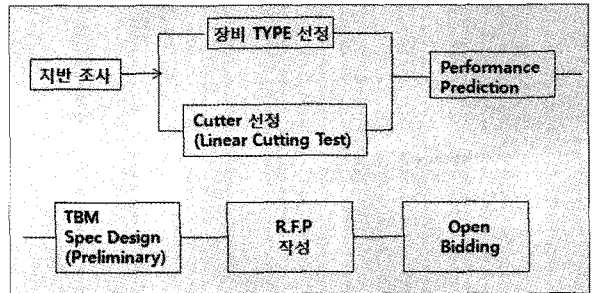 장비 TYPE 선정
지반 조사
Performance
Prediction
Cutter 선정
(Linear Cutting Test)
TBM
Spec Design
(Preliminary)
R.F.P
작성
Open
Bidding